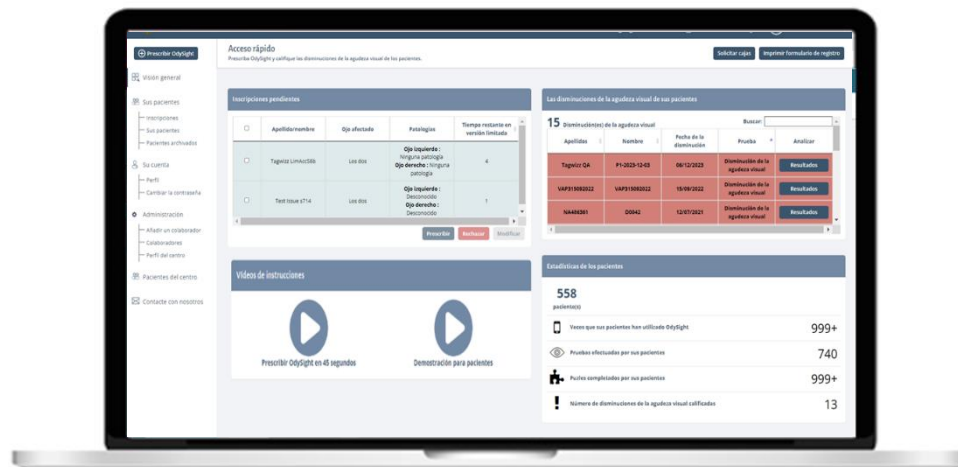 Prescribir OdySight
Acceso rápido
Prescriba OdySight y califique las disminuciones de la agudeza visual de los pacientes.
Solicitar cajas
Imprimir formulario de registro
Visión general
Sus pacientes
Inscripciones
Sus pacientes
Pacientes archivados
Su cuenta
Perfil
Cambiar la contraseña
Administración
Añadir un colaborador
Colaboradores
Perfil del centro
Pacientes del centro
Contacte con nosotros
Inscripciones pendientes
Apellido/nombre Ojo afectado Patologías Tiempo restante en versión limitada
Los dos
Ojo izquierdo :
Ninguna patología
Ojo derecho : Ninguna
patología
4
Test Issue s714 Los dos
Ojo izquierdo :
Desconocido
Ojo derecho :
Desconocido
1
Prescribir Rechazar Modificar
Vídeos de instrucciones
Prescribir OdySight en 45 segundos
Demostración para pacientes
Las disminuciones de la agudeza visual de sus pacientes
15 Disminución(es) de la agudeza visual
Buscar:
Apellidos Nombre Fecha de la disminución Prueba Analizar
Tagwizz QA P1-2023-12-03 06/12/2023 Disminución de la agudeza visual Resultados
VAP315092022 VAP315092022 15/09/2022 Disminución de la agudeza visual Resultados
D0042 12/07/2021 Disminución de la agudeza visual Resultados
Estadísticas de los pacientes
558
paciente(s)
Veces que sus pacientes han utilizado OdySight 999+
Pruebas efectuadas por sus pacientes 740
Puzles completados por sus pacientes 999+
Número de disminuciones de la agudeza visual calificadas 13